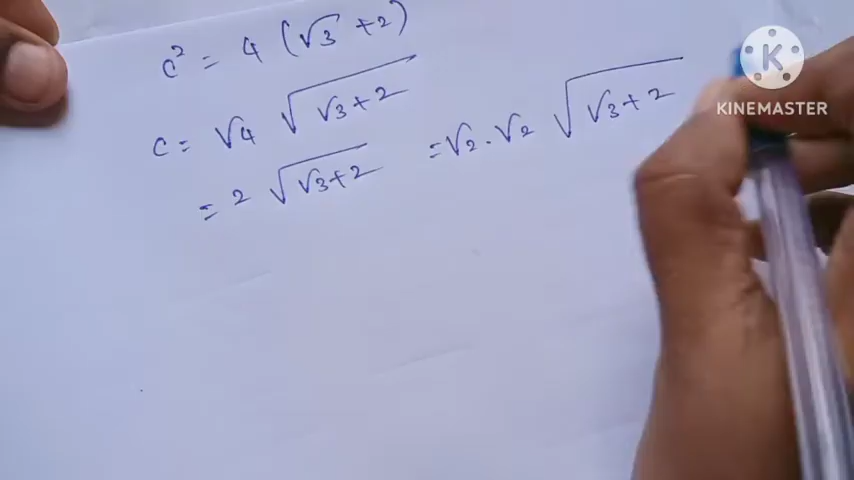 c² = 4 (√3 +2)
c = √4 √(√3+2)
= 2 √(√3+2) = √2 . √2 √(√3+2)
K
KINEMASTER